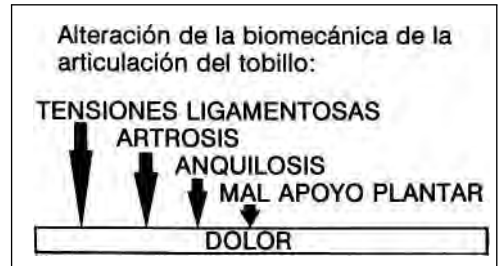 Alteración de la biomecánica de la
articulación del tobillo:
TENSIONES LIGAMENTOSAS
ARTROSIS
ANQUILOSIS
MAL APOYO PLANTAR
DOLOR